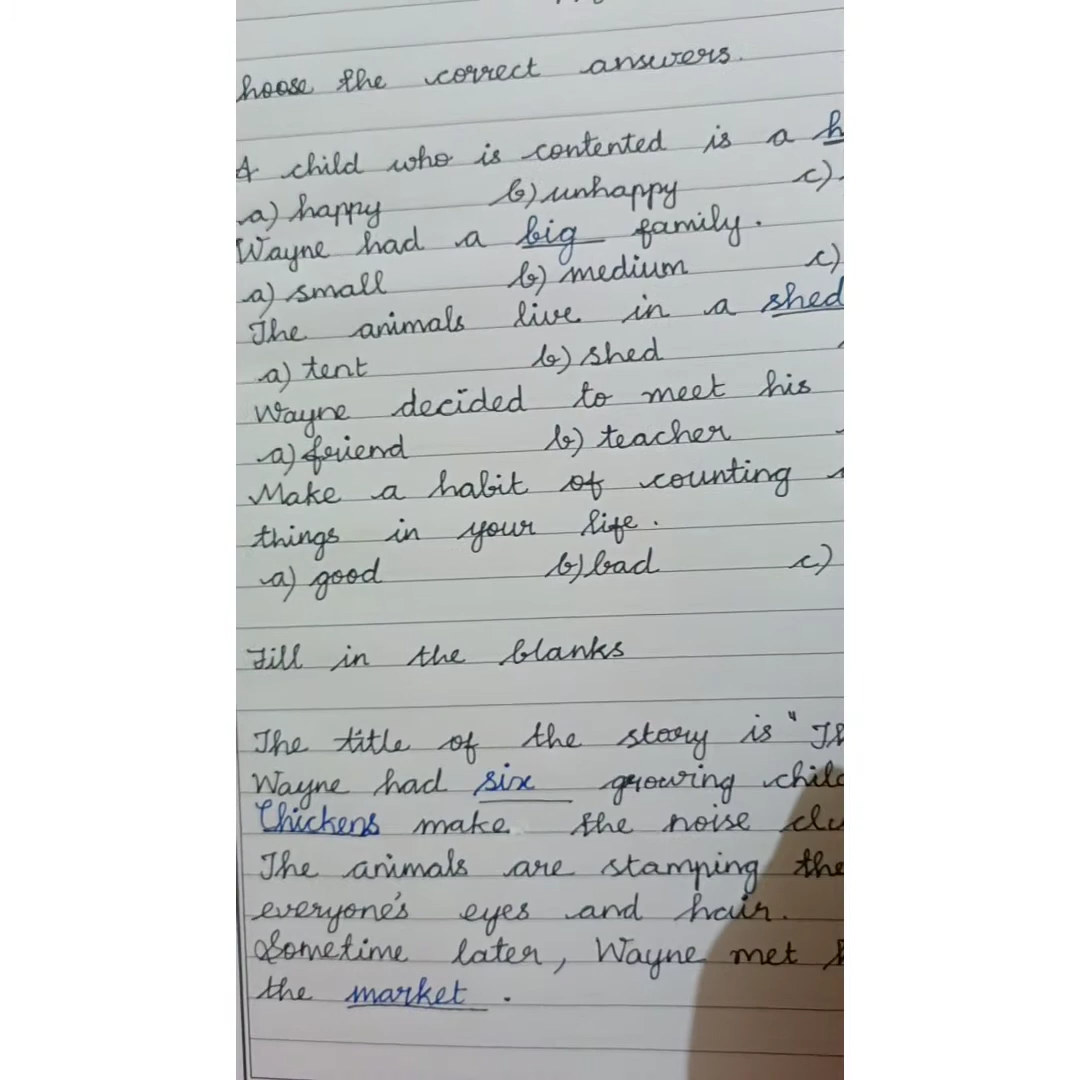 hoose the correct answers.
A child who is contented is a h
a) happy b) unhappy c)
Wayne had a big family.
a) small b) medium c)
The animals live in a shed
a) tent b) shed
Wayne decided to meet his
a) friend b) teacher
Make a habit of counting
things in your life.
a) good b) bad c)
Fill in the blanks
The title of the story is "
Wayne had six growing child
Chickens make the noise clu
The animals are stamping the
everyone's eyes and hair.
Sometime later, Wayne met
the market.